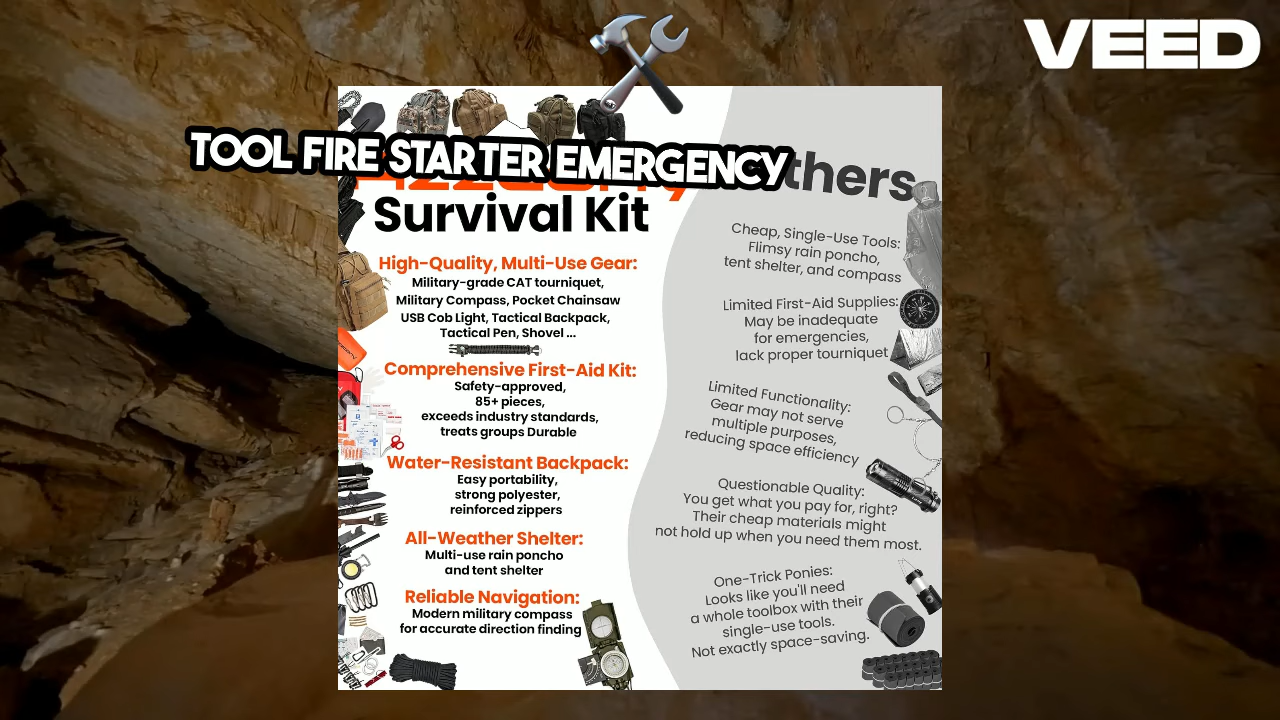 VEED
TOOL FIRE STARTER EMERGENCY
Survival Kit
High-Quality, Multi-Use Gear:
Military-grade CAT tourniquet,
Military Compass, Pocket Chainsaw
USB Cob Light, Tactical Backpack,
Tactical Pen, Shovel ...
Comprehensive First-Aid Kit:
Safety-approved,
85+ pieces,
exceeds industry standards,
treats groups Durable
Water-Resistant Backpack:
Easy portability,
strong polyester,
reinforced zippers
All-Weather Shelter:
Multi-use rain poncho
and tent shelter
Reliable Navigation:
Modern military compass
for accurate direction finding
thers
Cheap, Single-Use Tools:
Flimsy rain poncho,
tent shelter, and compass
Limited First-Aid Supplies:
May be inadequate
for emergencies,
lack proper tourniquet
Limited Functionality:
Gear may not serve
multiple purposes,
reducing space efficiency
Questionable Quality:
You get what you pay for, right?
Their cheap materials might
not hold up when you need them most.
One-Trick Ponies:
Looks like you'll need
a whole toolbox with their
single-use tools.
Not exactly space-saving.